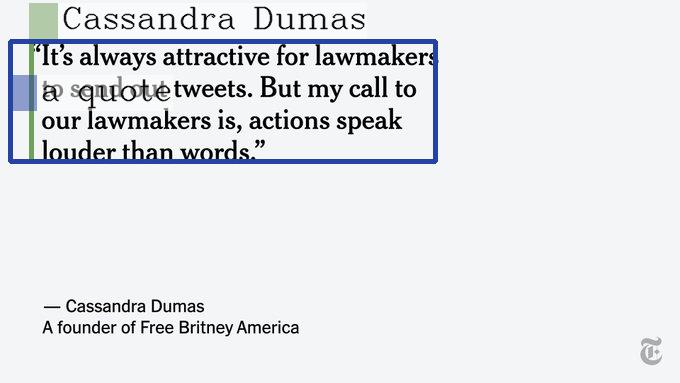 Cassandra Dumas
“It’s always attractive for lawmakers
to send out tweets. But my call to
a quote
our lawmakers is, actions speak
louder than words.”
— Cassandra Dumas
A founder of Free Britney America
T